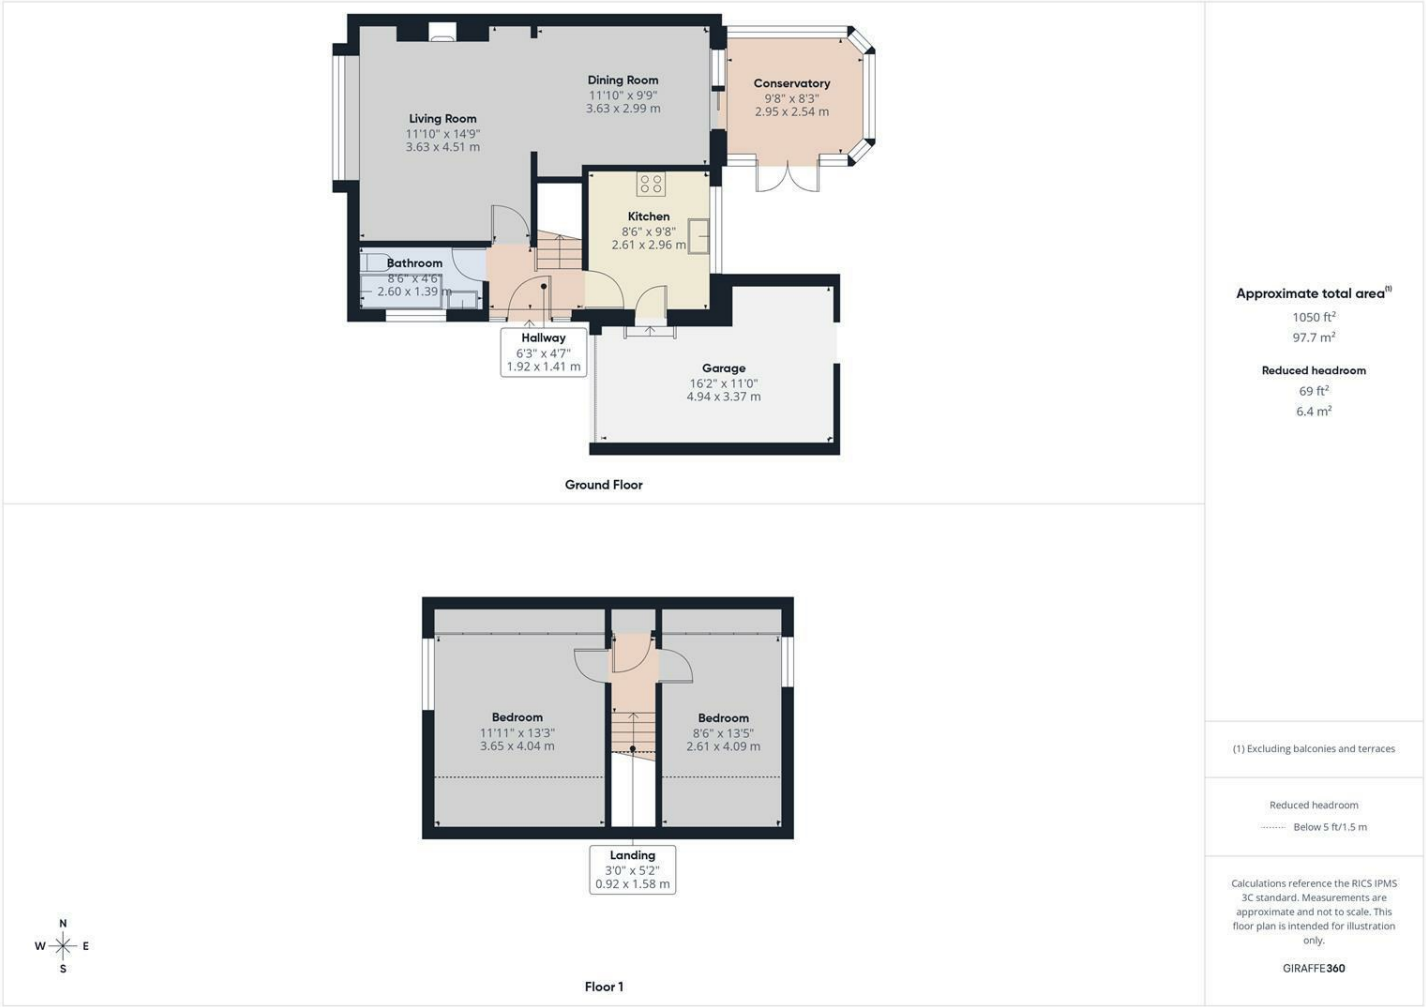 Living Room
11'10" x 14'9"
3.63 x 4.51 m
Dining Room
11'10" x 9'9"
3.63 x 2.99 m
Conservatory
9'8" x 8'3"
2.95 x 2.54 m
Kitchen
8'6" x 9'8"
2.61 x 2.96 m
Bathroom
8'6" x 4'6"
2.60 x 1.39 m
Hallway
6'3" x 4'7"
1.92 x 1.41 m
Garage
16'2" x 11'0"
4.94 x 3.37 m
Ground Floor
Bedroom
11'11" x 13'3"
3.65 x 4.04 m
Bedroom
8'6" x 13'5"
2.61 x 4.09 m
Landing
3'0" x 5'2"
0.92 x 1.58 m
N
W E
S
Floor 1
Approximate total area(1)
1050 ft²
97.7 m²
Reduced headroom
69 ft²
6.4 m²
(1) Excluding balconies and terraces
Reduced headroom
Below 5 ft/1.5 m
Calculations reference the RICS IPMS
3C standard. Measurements are
approximate and not to scale. This
floor plan is intended for illustration
only.
GIRAFFE360